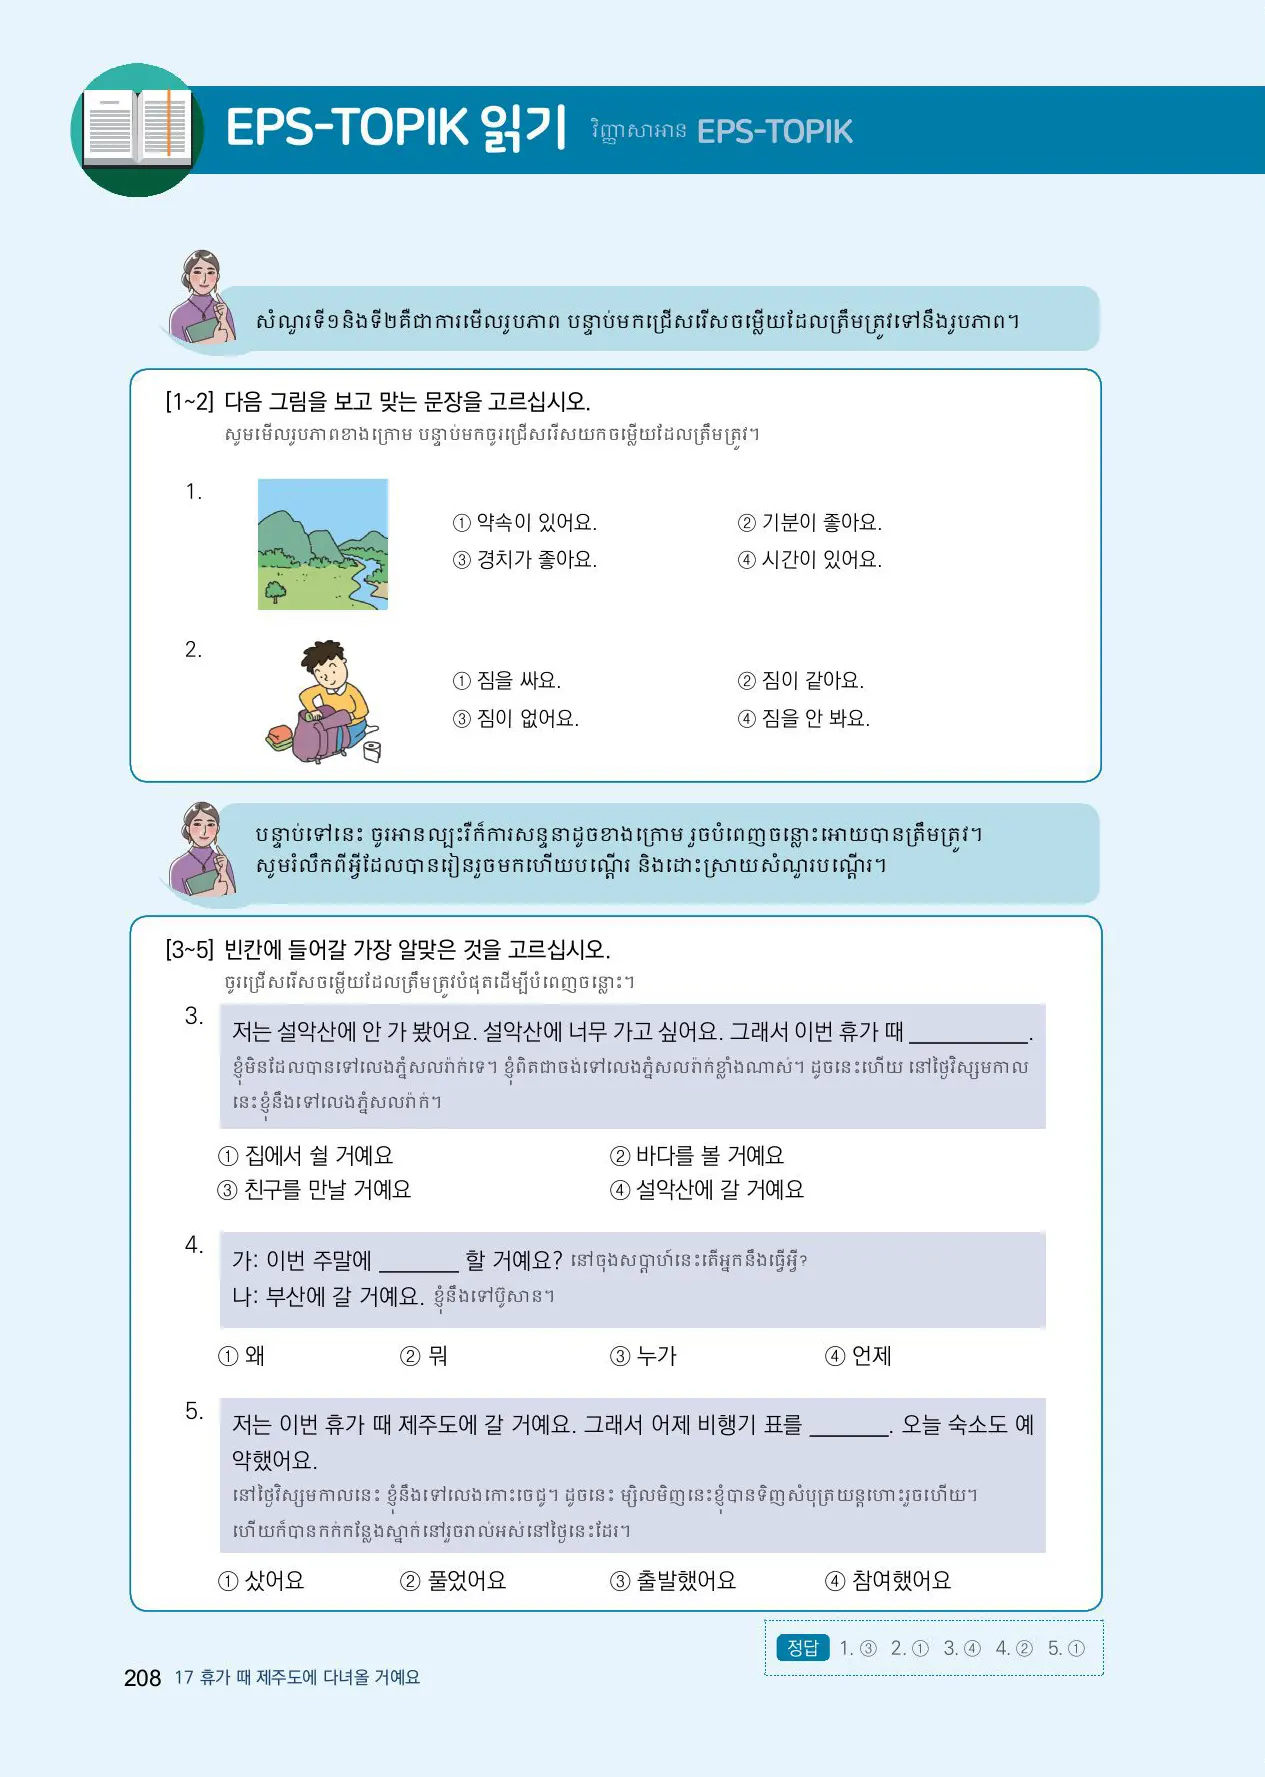 EPS-TOPIK 읽기 វិញ្ញាសាអាន EPS-TOPIK
សំណួរទី១និងទី២គឺជាការមើលរូបភាព បន្ទាប់មកជ្រើសរើសចម្លើយដែលត្រឹមត្រូវទៅនឹងរូបភាព។
[1~2] 다음 그림을 보고 맞는 문장을 고르십시오.
សូមមើលរូបភាពខាងក្រោម បន្ទាប់មកចូរជ្រើសរើសយកចម្លើយដែលត្រឹមត្រូវ។
1.
① 약속이 있어요. ② 기분이 좋아요.
③ 경치가 좋아요. ④ 시간이 있어요.
2.
① 짐을 싸요. ② 짐이 같아요.
③ 짐이 없어요. ④ 짐을 안 봐요.
បន្ទាប់ទៅនេះ ចូរអានល្បះរឺក៏ការសន្ទនាដូចខាងក្រោម រួចបំពេញចន្លោះអោយបានត្រឹមត្រូវ។
សូមរំលឹកពីអ្វីដែលបានរៀនរួចមកហើយបណ្តើរ និងដោះស្រាយសំណួរបណ្តើរ។
[3~5] 빈칸에 들어갈 가장 알맞은 것을 고르십시오.
ចូរជ្រើសរើសចម្លើយដែលត្រឹមត្រូវបំផុតដើម្បីបំពេញចន្លោះ។
3. 저는 설악산에 안 가 봤어요. 설악산에 너무 가고 싶어요. 그래서 이번 휴가 때 ________.
ខ្ញុំមិនដែលបានទៅលេងភ្នំសលរ៉ាក់ទេ។ ខ្ញុំពិតជាចង់ទៅលេងភ្នំសលរ៉ាក់ខ្លាំងណាស់។ ដូចនេះហើយ នៅថ្ងៃវិស្សមកាល
នេះខ្ញុំនឹងទៅលេងភ្នំសលរ៉ាក់។
① 집에서 쉴 거예요 ② 바다를 볼 거예요
③ 친구를 만날 거예요 ④ 설악산에 갈 거예요
4. 가: 이번 주말에 ______ 할 거예요? នៅចុងសប្តាហ៍នេះតើអ្នកនឹងធ្វើអ្វី?
나: 부산에 갈 거예요. ខ្ញុំនឹងទៅប៊ូសាន។
① 왜 ② 뭐 ③ 누가 ④ 언제
5. 저는 이번 휴가 때 제주도에 갈 거예요. 그래서 어제 비행기 표를 ______. 오늘 숙소도 예
약했어요.
នៅថ្ងៃវិស្សមកាលនេះ ខ្ញុំនឹងទៅលេងកោះចេជូ។ ដូចនេះ ម្សិលមិញនេះខ្ញុំបានទិញសំបុត្រយន្តហោះរួចហើយ។
ហើយក៏បានកក់កន្លែងស្នាក់នៅរួចរាល់អស់នៅថ្ងៃនេះដែរ។
① 샀어요 ② 풀었어요 ③ 출발했어요 ④ 참여했어요
정답 1. ③ 2. ① 3. ④ 4. ② 5. ①
208 17 휴가 때 제주도에 다녀올 거예요